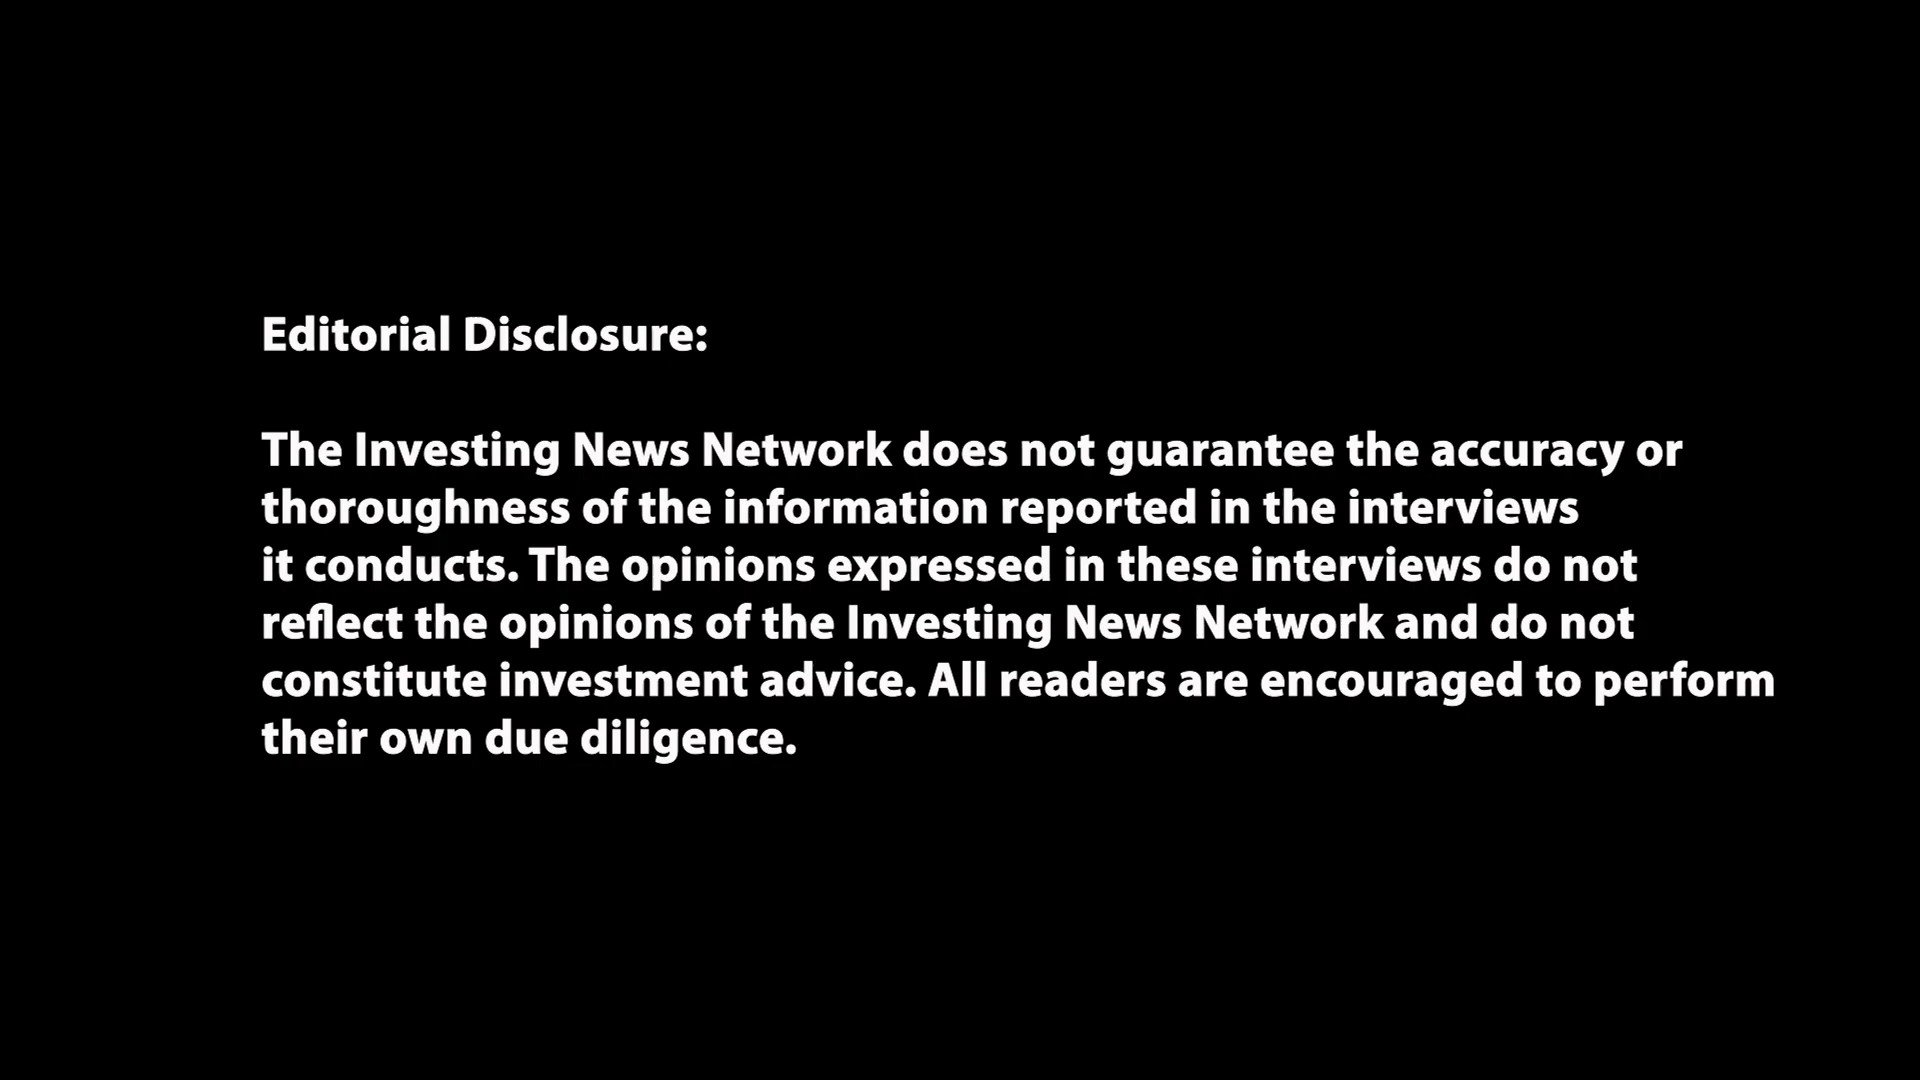 Editorial Disclosure:
The Investing News Network does not guarantee the accuracy or
thoroughness of the information reported in the interviews
it conducts. The opinions expressed in these interviews do not
reflect the opinions of the Investing News Network and do not
constitute investment advice. All readers are encouraged to perform
their own due diligence.